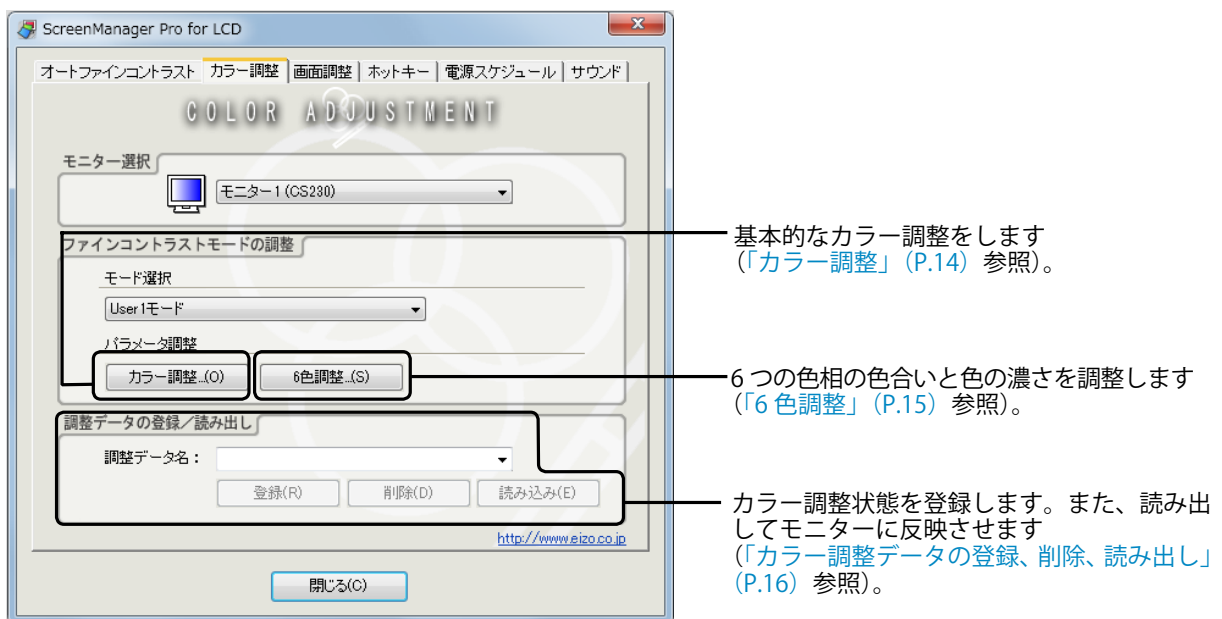 ScreenManager Pro for LCD
オートファインコントラスト カラー調整 画面調整 ホットキー 電源スケジュール サウンド
COLOR ADJUSTMENT
モニター選択
モニター1 (CS230)
ファインコントラストモードの調整
モード選択
User1モード
パラメータ調整
カラー調整...(O) 6色調整...(S)
調整データの登録／読み出し
調整データ名：
登録(R) 削除(D) 読み込み(E)
http://www.eizo.co.jp
閉じる(C)
基本的なカラー調整をします
（「カラー調整」（P.14）参照）。
6 つの色相の色合いと色の濃さを調整します
（「6 色調整」（P.15）参照）。
カラー調整状態を登録します。また、読み出
してモニターに反映させます
（「カラー調整データの登録、削除、読み出し」
（P.16）参照）。